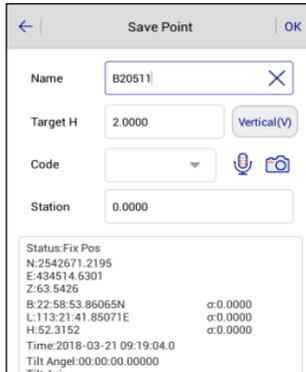 Save Point OK
Name B20511
Target H 2.0000 Vertical(V)
Code
Station 0.0000
Status:Fix Pos
N:2542671.2195
E:434514.6301
Z:63.5426
B:22:58:53.86065N σ:0.0000
L:113:21:41.85071E σ:0.0000
H:52.3152 σ:0.0000
Time:2018-03-21 09:19:04.0
Tilt Angel:00:00:00.00000